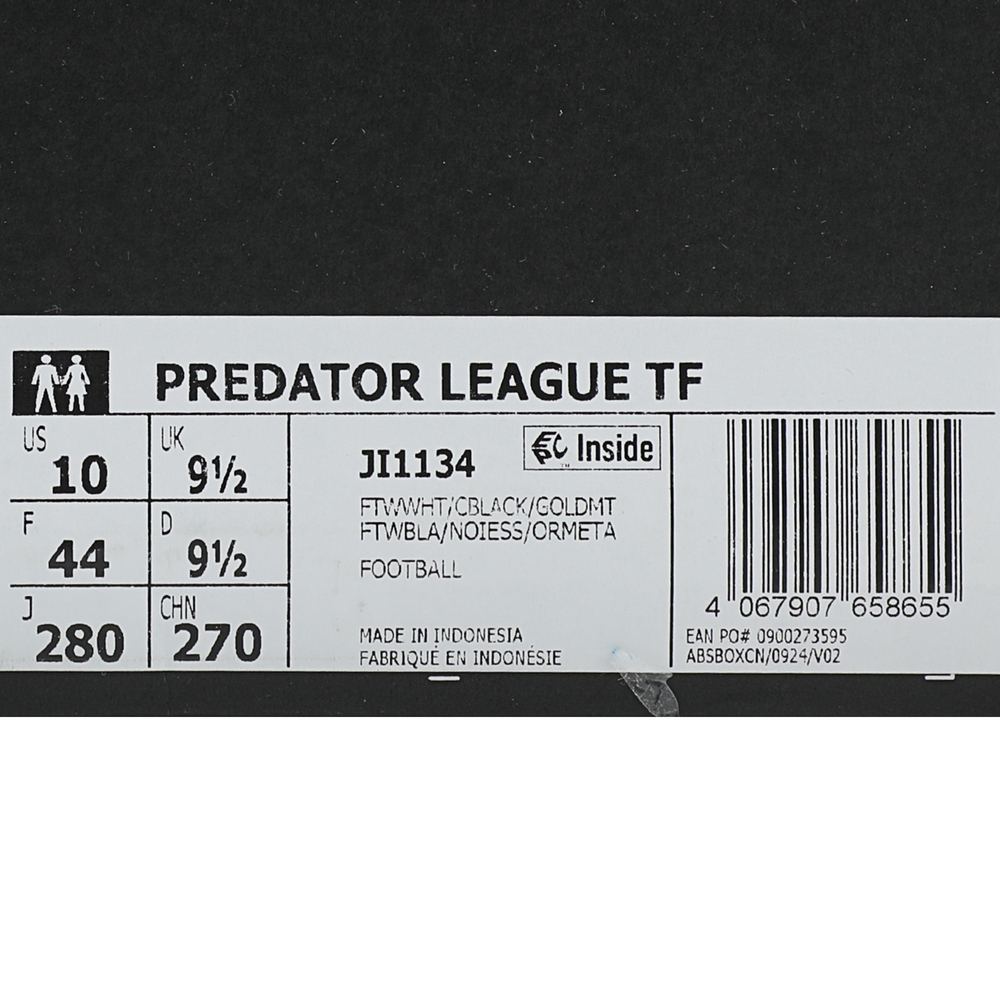 PREDATOR LEAGUE TF
US 10
UK 9½
F 44
D 9½
J 280
CHN 270
JI1134
Inside
TM
FTWWHT/CBLACK/GOLDMT
FTWBLA/NOIESS/ORMETA
FOOTBALL
MADE IN INDONESIA
FABRIQUÉ EN INDONÉSIE
4 067907 658655
EAN PO# 0900273595
ABSBOXCN/0924/V02